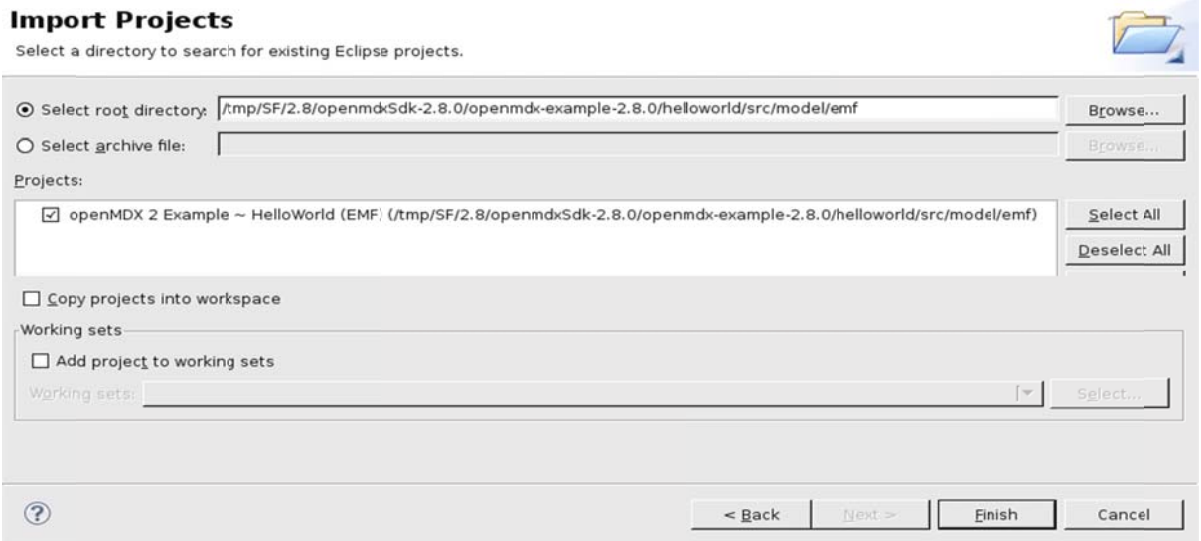 Import Projects
Select a directory to search for existing Eclipse projects.
Select root directory: /tmp/SF/2.8/openmdxSdk-2.8.0/openmdx-example-2.8.0/helloworld/src/model/emf Browse...
Select archive file: Browse...
Projects:
openMDX 2 Example ~ HelloWorld (EMF) (/tmp/SF/2.8/openmdxSdk-2.8.0/openmdx-example-2.8.0/helloworld/src/model/emf) Select All
Deselect All
Copy projects into workspace
Working sets
Add project to working sets
Working sets: Select...
? < Back Next > Finish Cancel